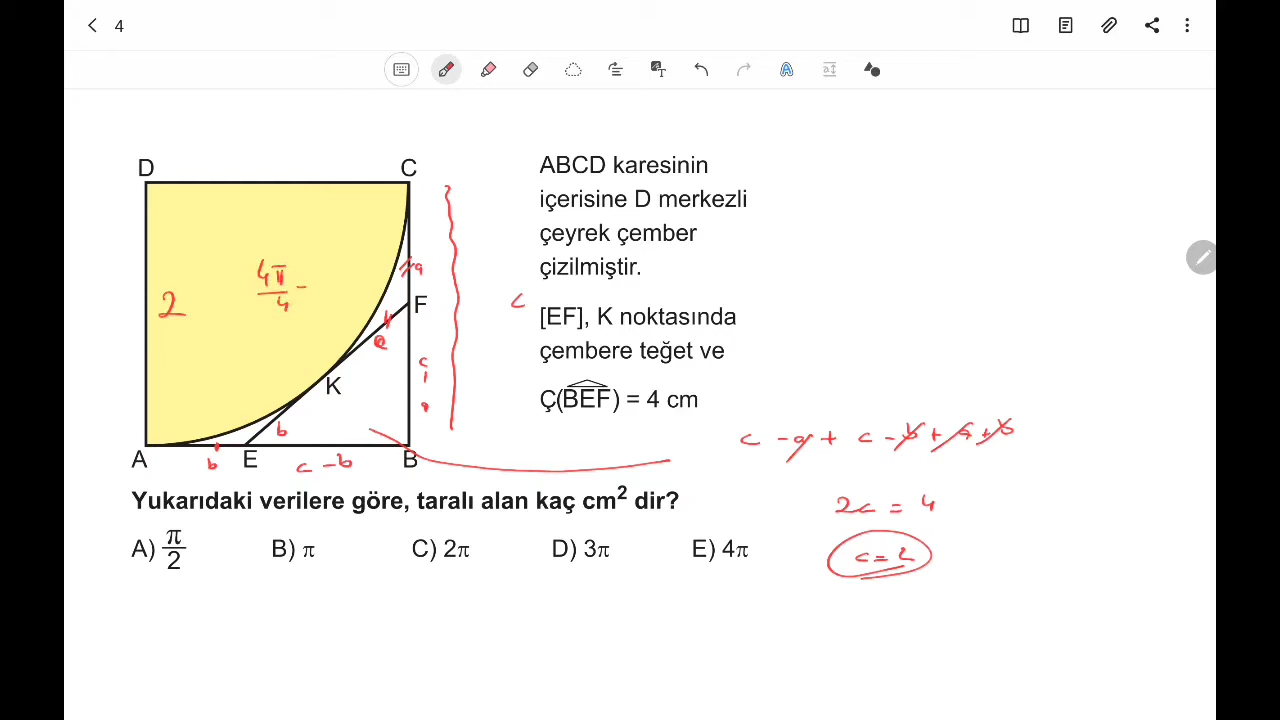 4
D
C
ABCD karesinin
içerisine D merkezli
çeyrek çember
çizilmiştir.
[EF], K noktasında
çembere teğet ve
Ç(BEF) = 4 cm
2
4π/4 -
a
F
a
c
c
-
a
K
b
A
b
E
c - b
B
c - a + c - b + a + b
2c = 4
c = 2
Yukarıdaki verilere göre, taralı alan kaç cm² dir?
A) π/2 B) π C) 2π D) 3π E) 4π